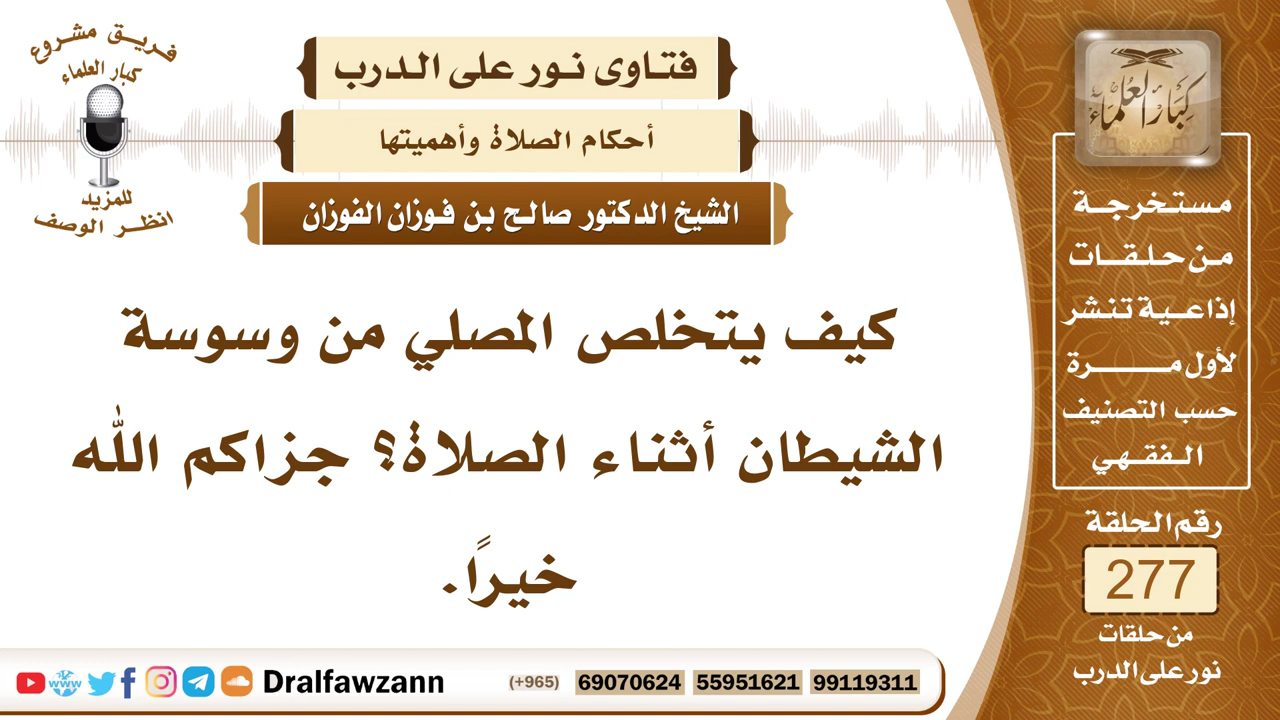 فريق مشروع
كبار العلماء
للمزيد
انظر الوصف
فتاوى نور على الدرب
أحكام الصلاة وأهميتها
الشيخ الدكتور صالح بن فوزان الفوزان
كيف يتخلص المصلي من وسوسة
الشيطان أثناء الصلاة؟ جزاكم الله
خيرًا.
كبار العلماء
مستخرجة
من حلقات
إذاعية تنشر
لأول مرة
حسب التصنيف
الفقهي
رقم الحلقة
277
من حلقات
نور على الدرب
www Dralfawzann (+965) 69070624 55951621 99119311